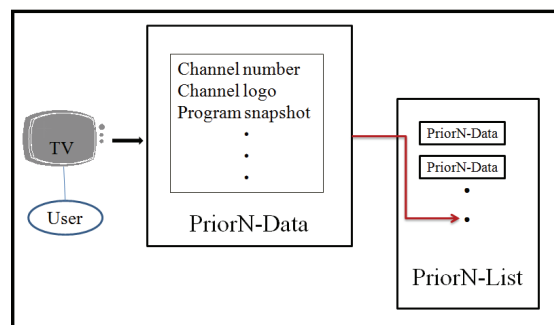 TV
User
Channel number
Channel logo
Program snapshot
PriorN-Data
PriorN-Data
PriorN-Data
PriorN-List